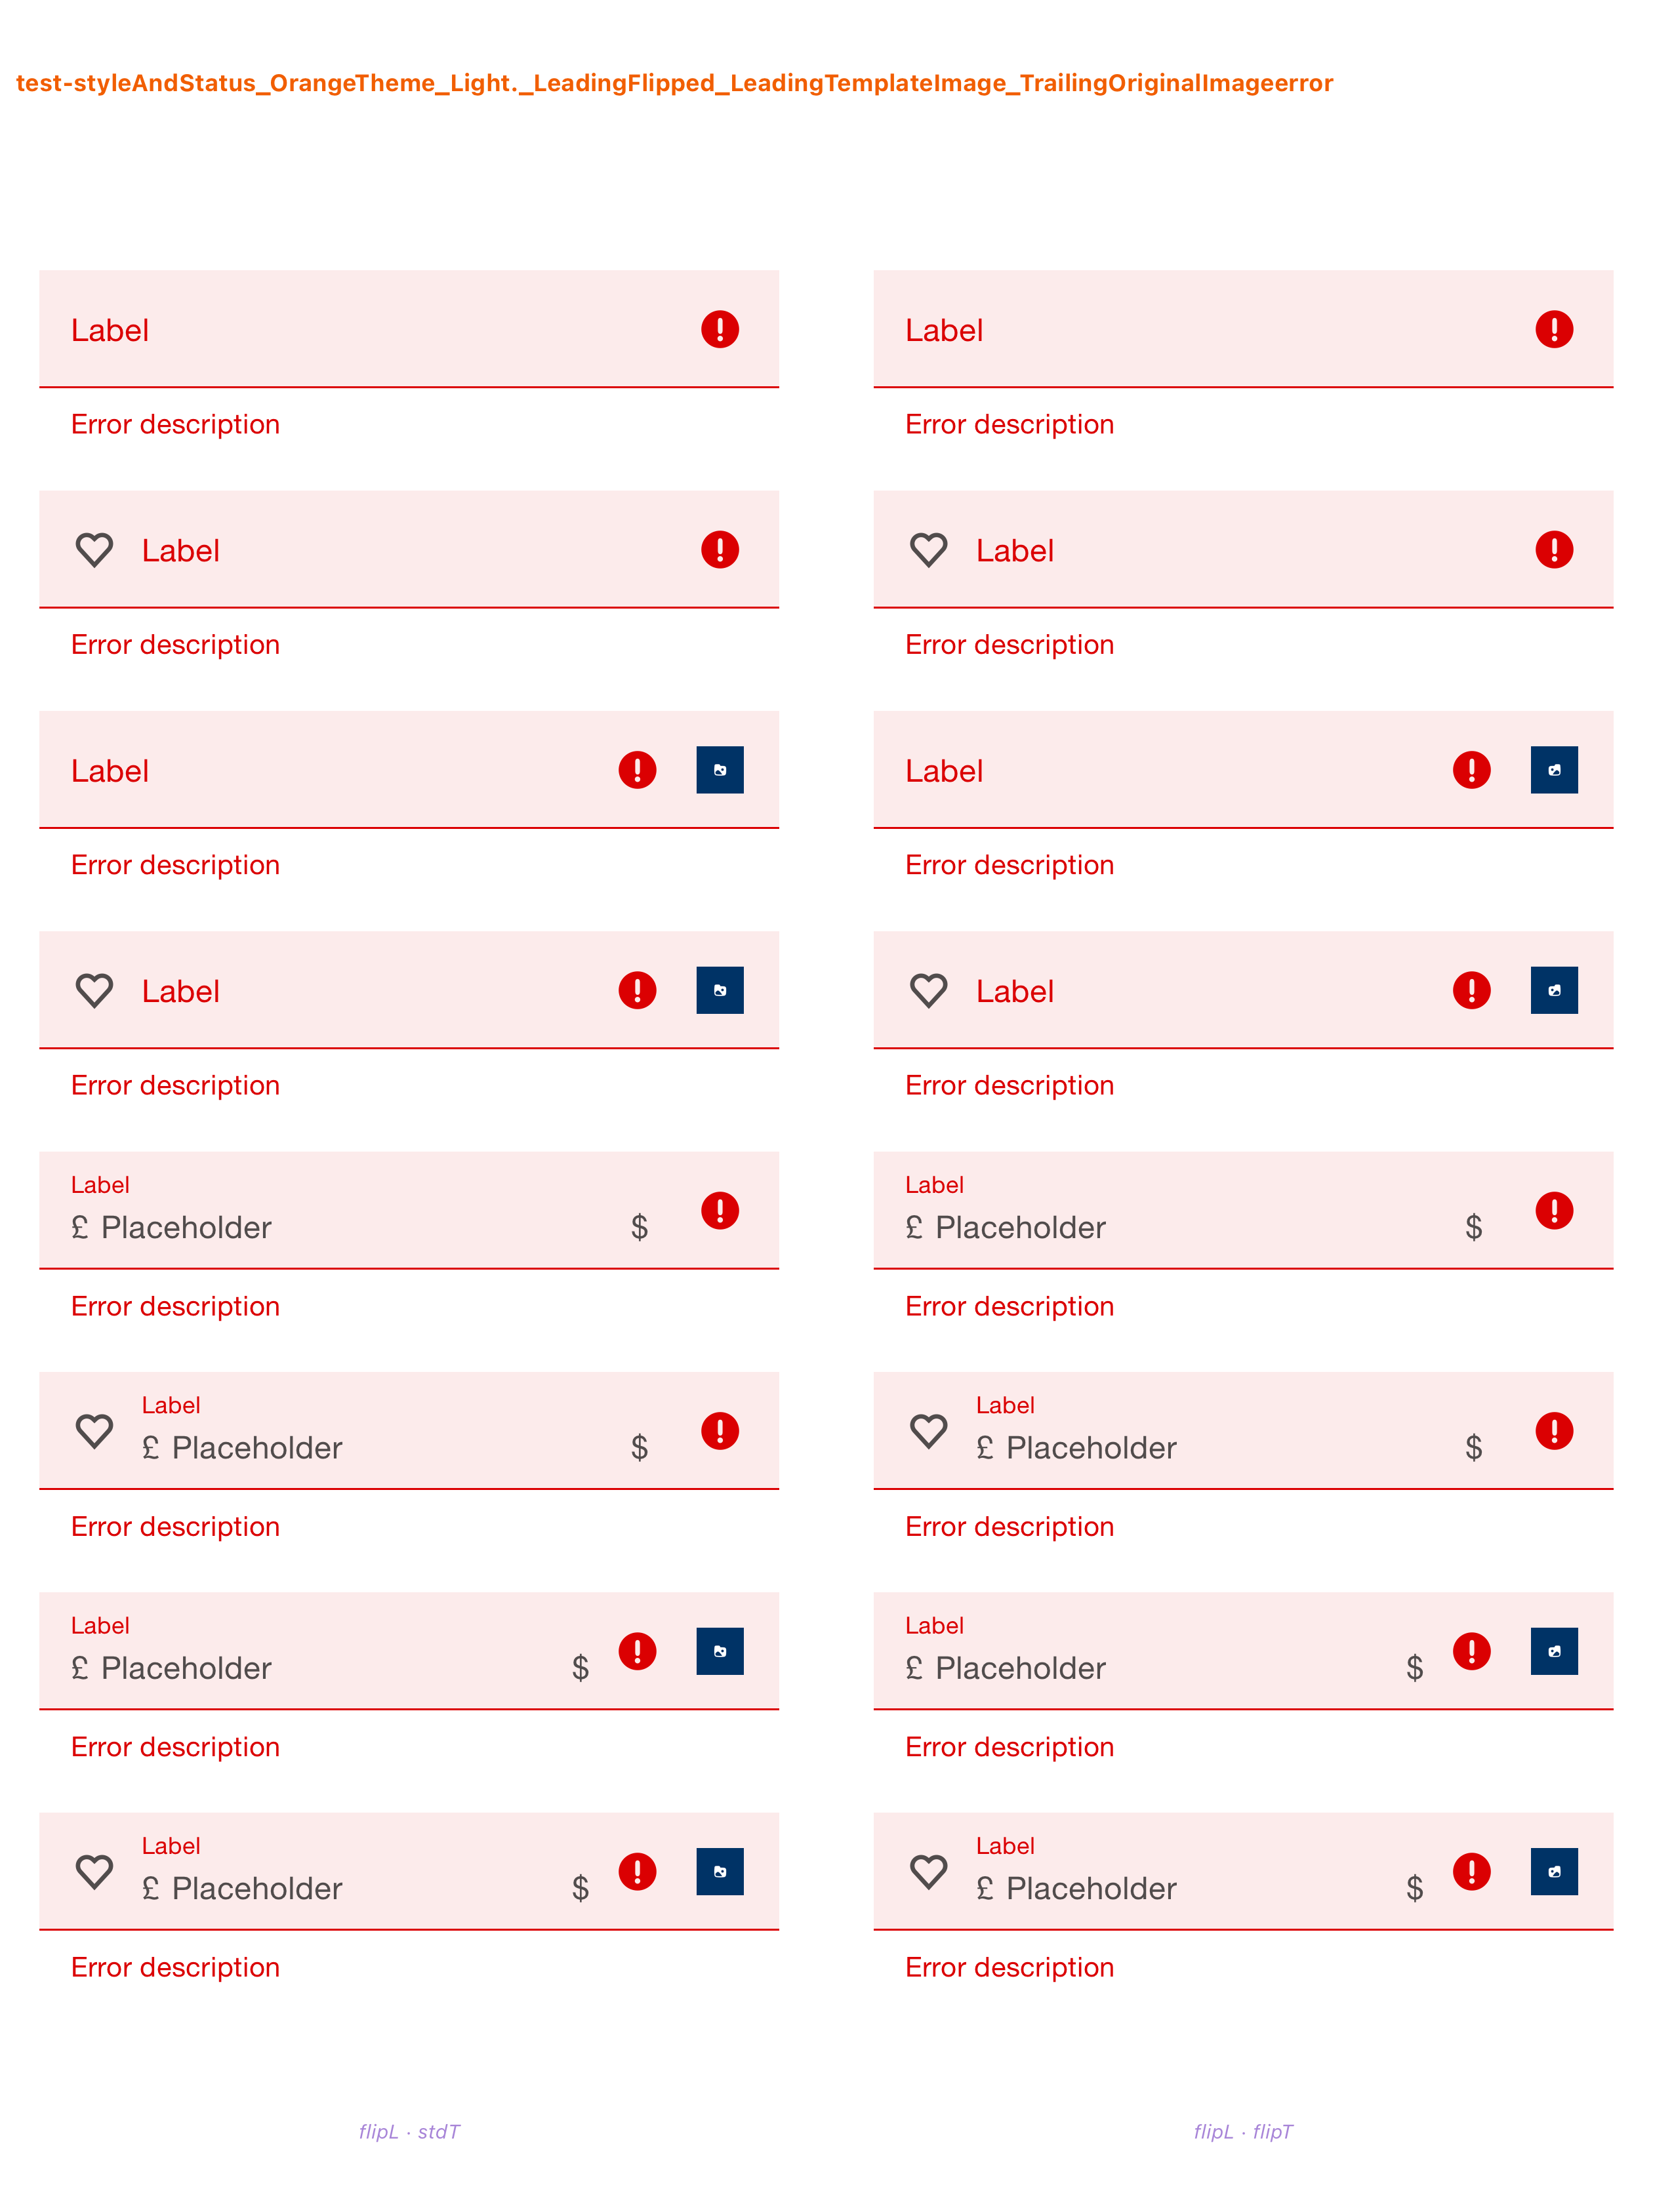 test-styleAndStatus_OrangeTheme_Light._LeadingFlipped_LeadingTemplateImage_TrailingOriginalImageerror
Label
Error description
Label
Error description
Label
Error description
Label
Error description
Label
£ Placeholder $
Error description
Label
£ Placeholder $
Error description
Label
£ Placeholder $
Error description
Label
£ Placeholder $
Error description
flipL · stdT
Label
Error description
Label
Error description
Label
Error description
Label
Error description
Label
£ Placeholder $
Error description
Label
£ Placeholder $
Error description
Label
£ Placeholder $
Error description
Label
£ Placeholder $
Error description
flipL · flipT